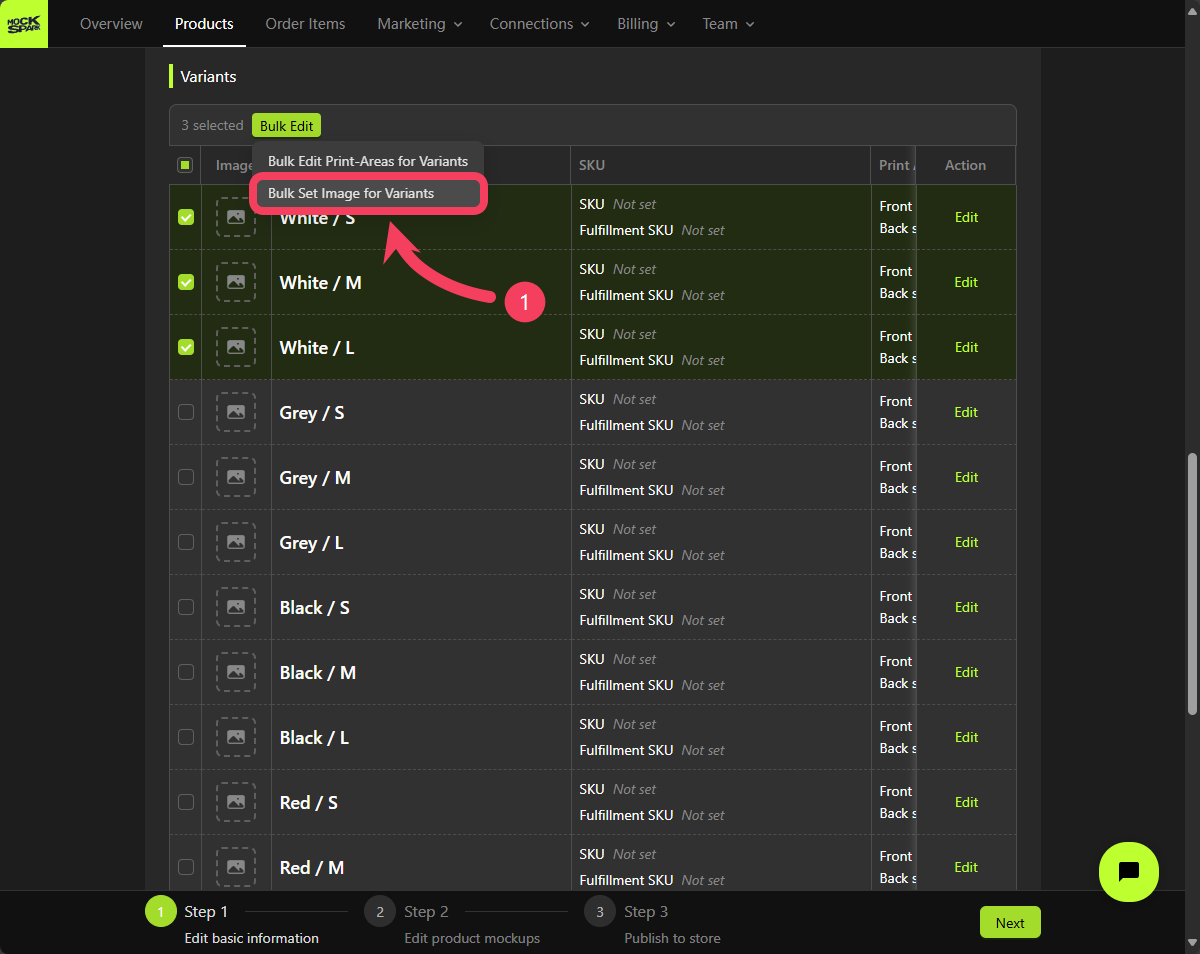 MOCK
SPARK
Overview Products Order Items Marketing Connections Billing Team
Variants
3 selected Bulk Edit
Bulk Edit Print-Areas for Variants
Bulk Set Image for Variants
Image SKU Print Action
White / S SKU Not set Front Edit
Fulfillment SKU Not set Back s
1
White / M SKU Not set Front Edit
Fulfillment SKU Not set Back s
White / L SKU Not set Front Edit
Fulfillment SKU Not set Back s
Grey / S SKU Not set Front Edit
Fulfillment SKU Not set Back s
Grey / M SKU Not set Front Edit
Fulfillment SKU Not set Back s
Grey / L SKU Not set Front Edit
Fulfillment SKU Not set Back s
Black / S SKU Not set Front Edit
Fulfillment SKU Not set Back s
Black / M SKU Not set Front Edit
Fulfillment SKU Not set Back s
Black / L SKU Not set Front Edit
Fulfillment SKU Not set Back s
Red / S SKU Not set Front Edit
Fulfillment SKU Not set Back s
Red / M SKU Not set Front Edit
Fulfillment SKU Not set Back s
1 Step 1 2 Step 2 3 Step 3
Edit basic information Edit product mockups Publish to store
Next